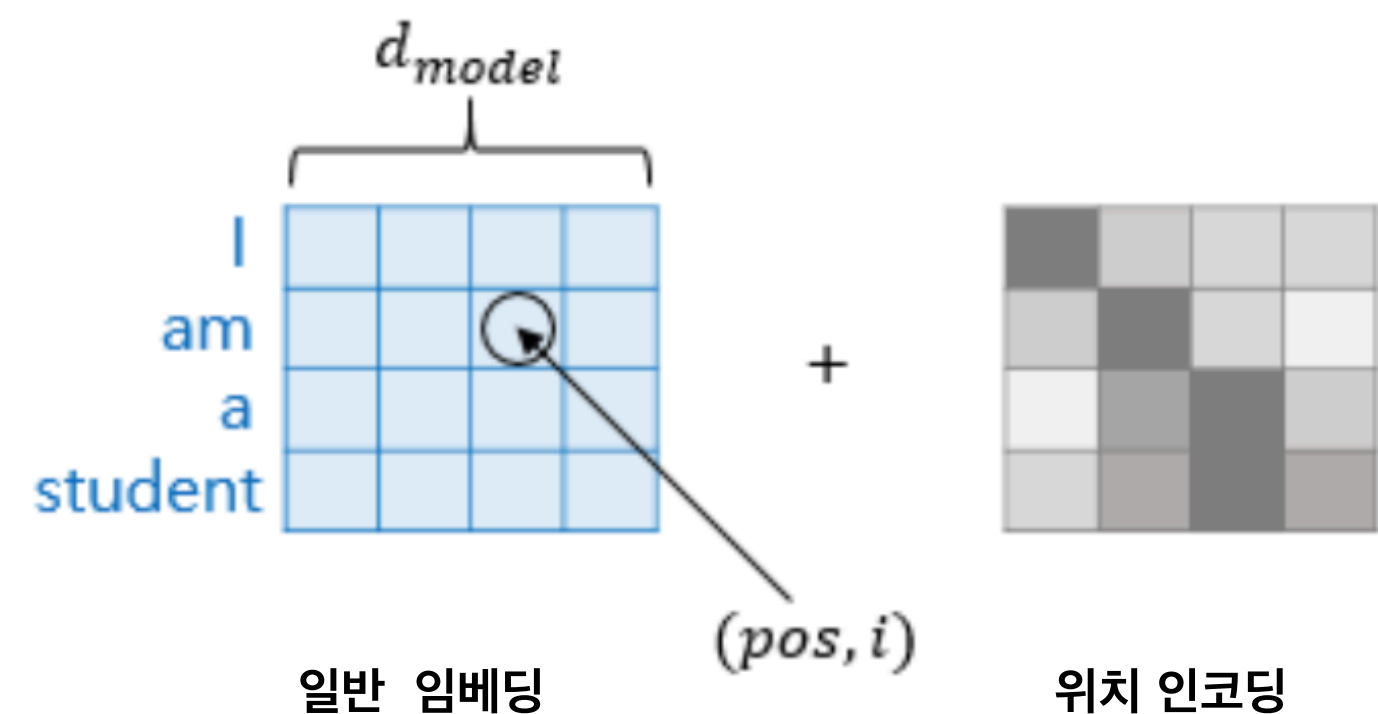 d_model
I
am
a
student
+
(pos, i)
일반 임베딩
위치 인코딩